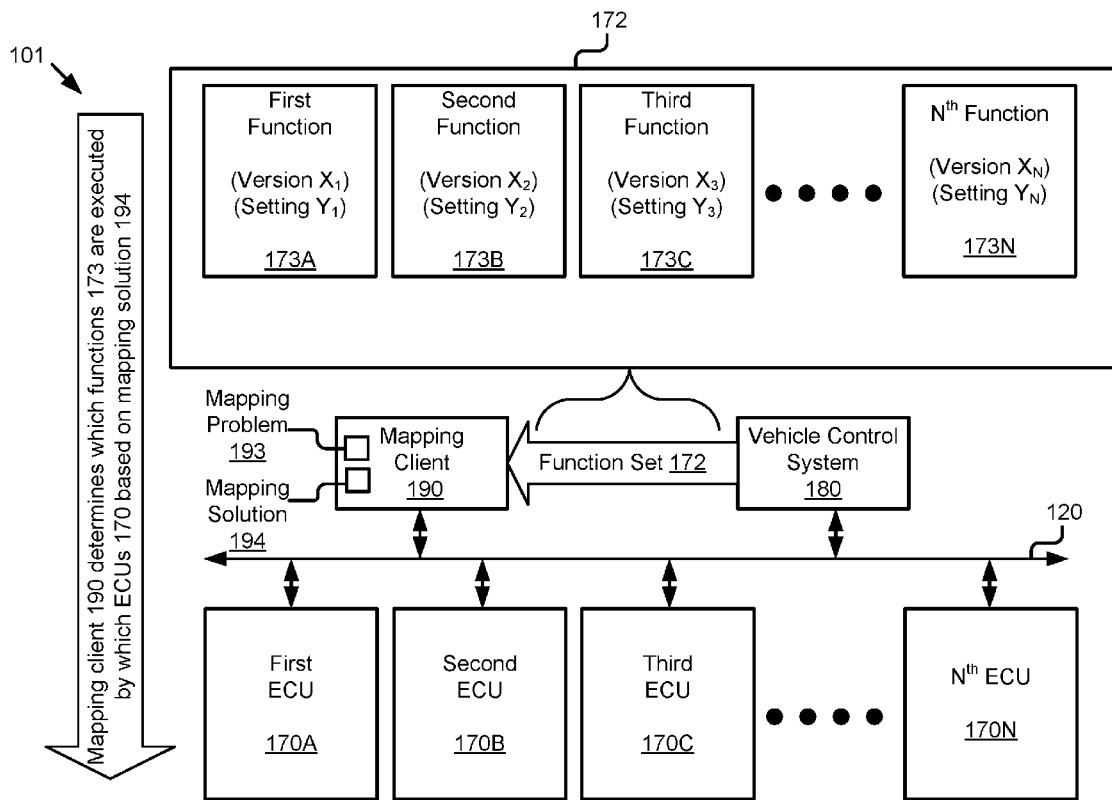 101
172
Mapping client 190 determines which functions 173 are executed
by which ECUs 170 based on mapping solution 194
First
Function
(Version X₁)
(Setting Y₁)
173A
Second
Function
(Version X₂)
(Setting Y₂)
173B
Third
Function
(Version X₃)
(Setting Y₃)
173C
Nᵗʰ Function
(Version X_N)
(Setting Y_N)
173N
Mapping
Problem
193
Mapping
Solution
194
Mapping
Client
190
Function Set 172
Vehicle Control
System
180
120
First
ECU
170A
Second
ECU
170B
Third
ECU
170C
Nᵗʰ ECU
170N